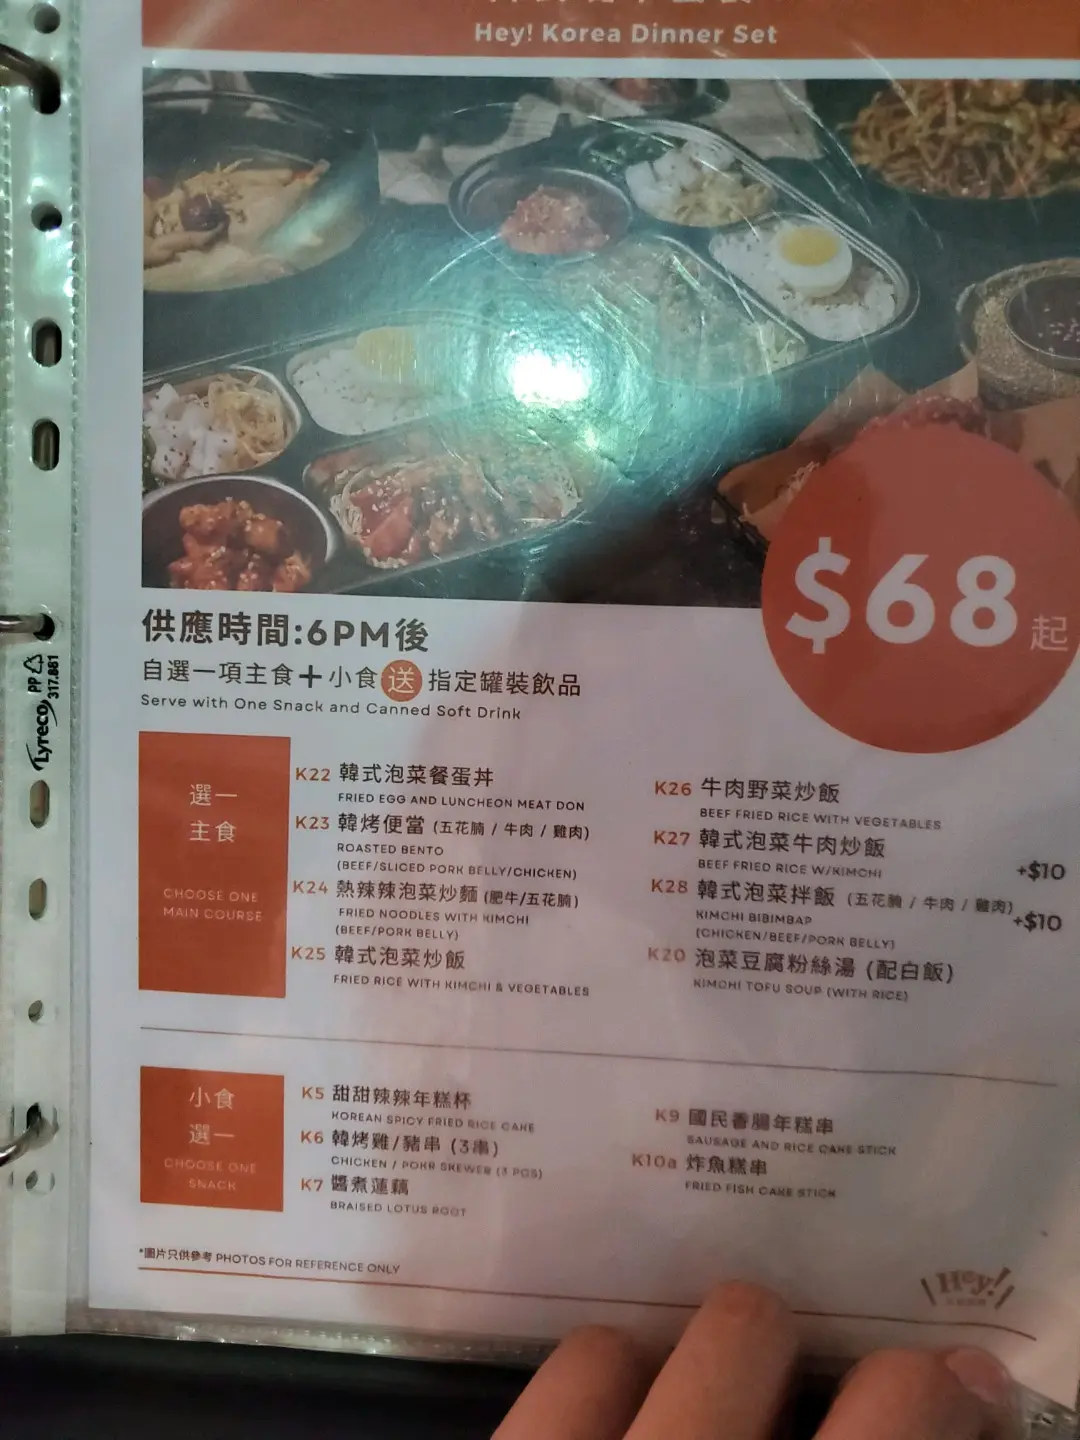 Hey! Korea Dinner Set
$68起
供應時間:6PM後
自選一項主食+小食送指定罐裝飲品
Serve with One Snack and Canned Soft Drink
選一
主食
CHOOSE ONE
MAIN COURSE
K22 韓式泡菜餐蛋丼
FRIED EGG AND LUNCHEON MEAT DON
K23 韓烤便當 (五花腩 / 牛肉 / 雞肉)
ROASTED BENTO
(BEEF/SLICED PORK BELLY/CHICKEN)
K24 熱辣辣泡菜炒麵 (肥牛/五花腩)
FRIED NOODLES WITH KIMCHI
(BEEF/PORK BELLY)
K25 韓式泡菜炒飯
FRIED RICE WITH KIMCHI & VEGETABLES
K26 牛肉野菜炒飯
BEEF FRIED RICE WITH VEGETABLES
K27 韓式泡菜牛肉炒飯
BEEF FRIED RICE W/KIMCHI
+$10
K28 韓式泡菜拌飯 (五花腩 / 牛肉 / 雞肉)
+$10
KIMCHI BIBIMBAP
(CHICKEN/BEEF/PORK BELLY)
K20 泡菜豆腐粉絲湯 (配白飯)
KIMCHI TOFU SOUP (WITH RICE)
小食
選一
CHOOSE ONE
SNACK
K5 甜甜辣辣年糕杯
KOREAN SPICY FRIED RICE CAKE
K6 韓烤雞/豬串 (3串)
CHICKEN / PORK SKEWER (3 PCS)
K7 醬煮蓮藕
BRAISED LOTUS ROOT
K9 國民香腸年糕串
SAUSAGE AND RICE CAKE STICK
K10a 炸魚糕串
FRIED FISH CAKE STICK
*圖片只供參考 PHOTOS FOR REFERENCE ONLY
Hey!
Lyreco
PP
317.861